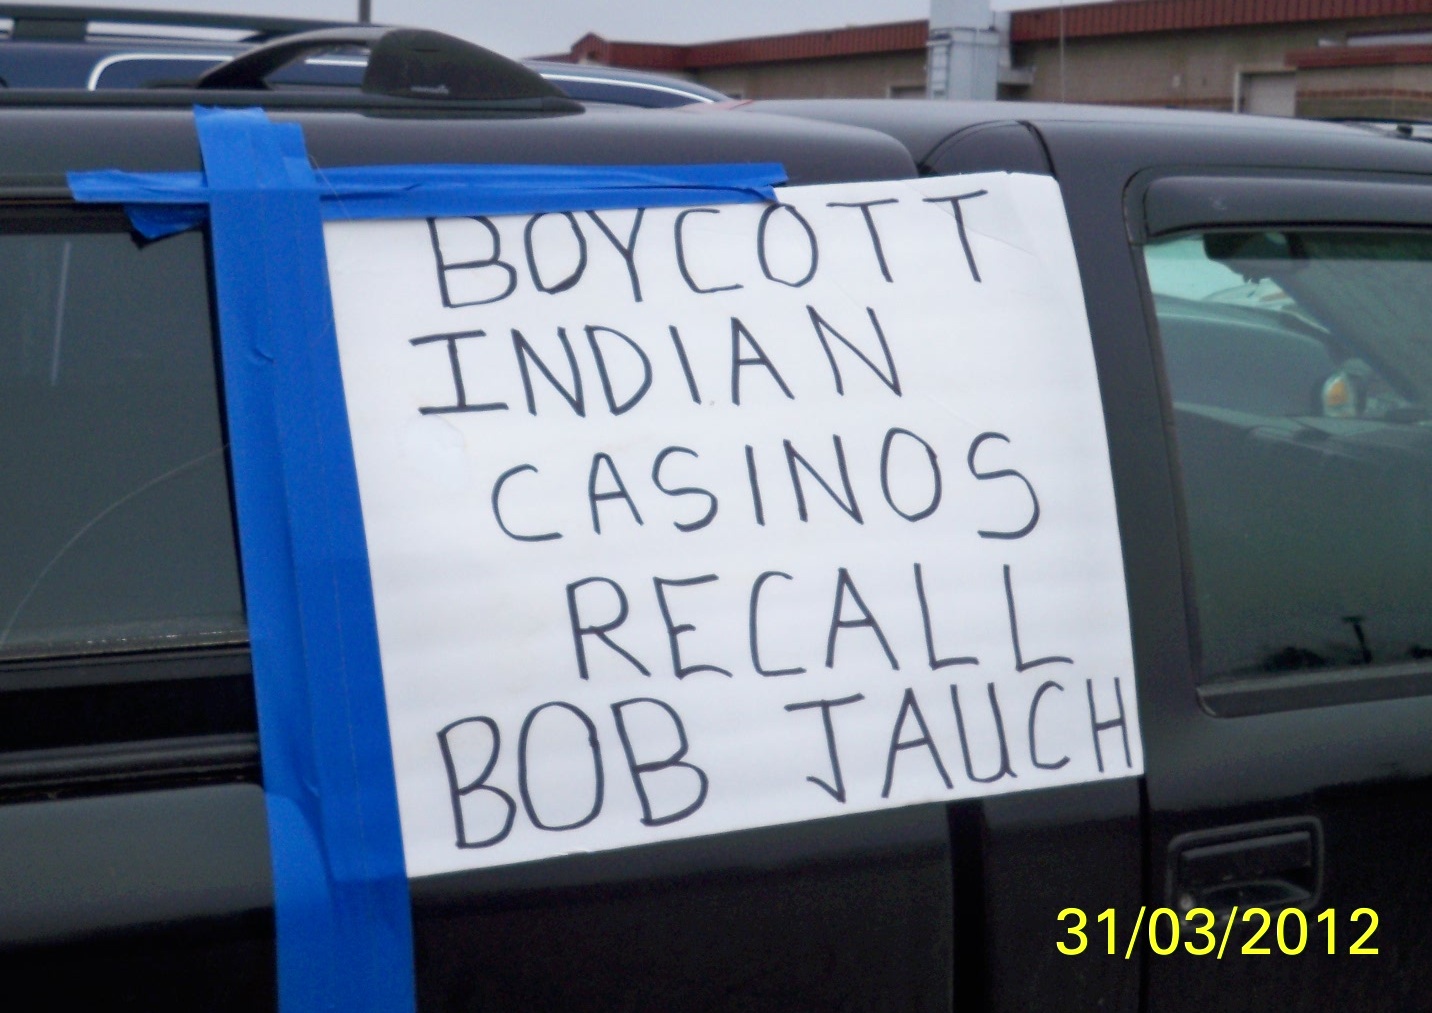 BOYCOTT
INDIAN
CASINOS
RECALL
BOB JAUCH
31/03/2012